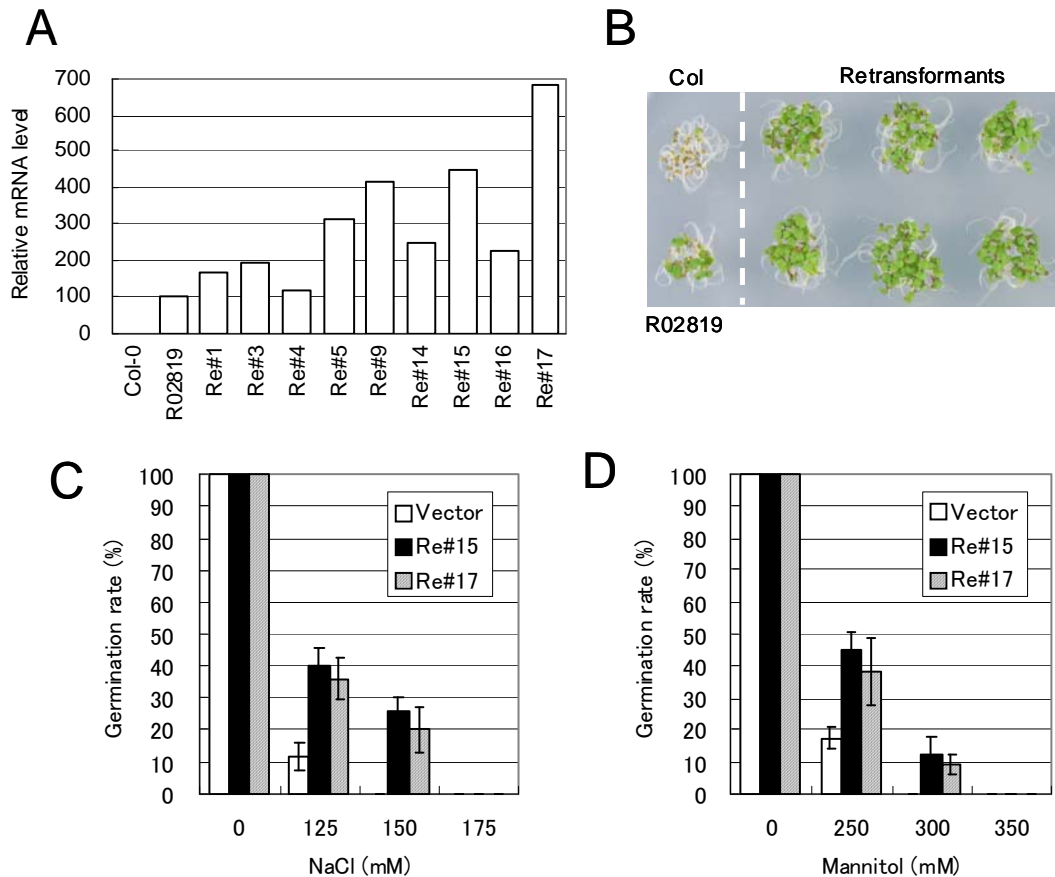 A
Relative mRNA level
700
600
500
400
300
200
100
0
Col-0
R02819
Re#1
Re#3
Re#4
Re#5
Re#9
Re#14
Re#15
Re#16
Re#17
B
Col
Retransformants
R02819
C
Germination rate (%)
100
90
80
70
60
50
40
30
20
10
0
Vector
Re#15
Re#17
0 125 150 175
NaCl (mM)
D
Germination rate (%)
100
90
80
70
60
50
40
30
20
10
0
Vector
Re#15
Re#17
0 250 300 350
Mannitol (mM)